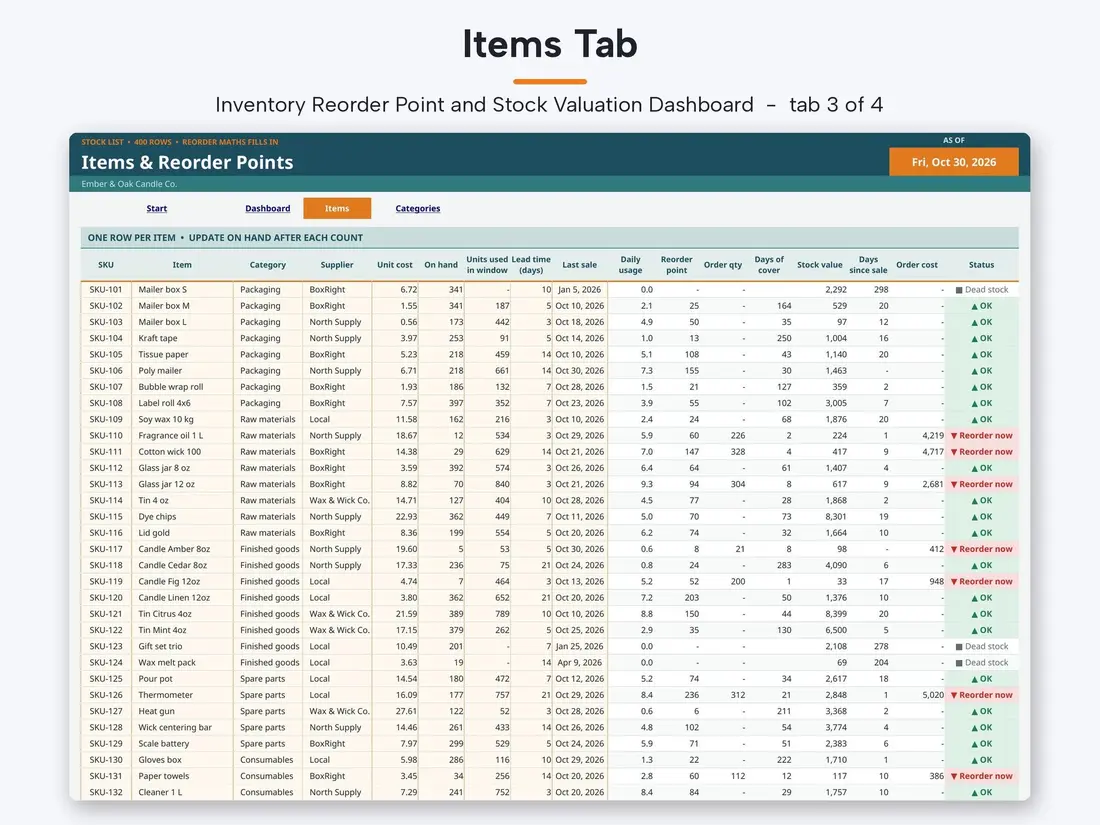 Items Tab
Inventory Reorder Point and Stock Valuation Dashboard – tab 3 of 4
STOCK LIST • 400 ROWS • REORDER MATHS FILLS IN
AS OF
Items & Reorder Points
Fri, Oct 30, 2026
Ember & Oak Candle Co.
Start Dashboard Items Categories
ONE ROW PER ITEM • UPDATE ON HAND AFTER EACH COUNT
SKU Item Category Supplier Unit cost On hand Units used in window Lead time (days) Last sale Daily usage Reorder point Order qty Days of cover Stock value Days since sale Order cost Status
SKU-101 Mailer box S Packaging BoxRight 6.72 341 - 10 Jan 5, 2026 0.0 - - 2,292 298 - ■ Dead stock
SKU-102 Mailer box M Packaging BoxRight 1.55 341 187 5 Oct 10, 2026 2.1 25 - 164 529 20 - ▲ OK
SKU-103 Mailer box L Packaging North Supply 0.56 173 442 3 Oct 18, 2026 4.9 50 - 35 97 12 - ▲ OK
SKU-104 Kraft tape Packaging North Supply 3.97 253 91 5 Oct 14, 2026 1.0 13 - 250 1,004 16 - ▲ OK
SKU-105 Tissue paper Packaging BoxRight 5.23 218 459 14 Oct 10, 2026 5.1 108 - 43 1,140 20 - ▲ OK
SKU-106 Poly mailer Packaging North Supply 6.71 218 661 14 Oct 30, 2026 7.3 155 - 30 1,463 - - ▲ OK
SKU-107 Bubble wrap roll Packaging BoxRight 1.93 186 132 7 Oct 28, 2026 1.5 21 - 127 359 2 - ▲ OK
SKU-108 Label roll 4x6 Packaging BoxRight 7.57 397 352 7 Oct 23, 2026 3.9 55 - 102 3,005 7 - ▲ OK
SKU-109 Soy wax 10 kg Raw materials Local 11.58 162 216 3 Oct 10, 2026 2.4 24 - 68 1,876 20 - ▲ OK
SKU-110 Fragrance oil 1 L Raw materials North Supply 18.67 12 534 3 Oct 29, 2026 5.9 60 226 2 224 1 4,219 ▼ Reorder now
SKU-111 Cotton wick 100 Raw materials BoxRight 14.38 29 629 14 Oct 21, 2026 7.0 147 328 4 417 9 4,717 ▼ Reorder now
SKU-112 Glass jar 8 oz Raw materials BoxRight 3.59 392 574 3 Oct 26, 2026 6.4 64 - 61 1,407 4 - ▲ OK
SKU-113 Glass jar 12 oz Raw materials BoxRight 8.82 70 840 3 Oct 21, 2026 9.3 94 304 8 617 9 2,681 ▼ Reorder now
SKU-114 Tin 4 oz Raw materials Wax & Wick Co. 14.71 127 404 10 Oct 28, 2026 4.5 77 - 28 1,868 2 - ▲ OK
SKU-115 Dye chips Raw materials North Supply 22.93 362 449 7 Oct 11, 2026 5.0 70 - 73 8,301 19 - ▲ OK
SKU-116 Lid gold Raw materials BoxRight 8.36 199 554 5 Oct 20, 2026 6.2 74 - 32 1,664 10 - ▲ OK
SKU-117 Candle Amber 8oz Finished goods North Supply 19.60 5 53 5 Oct 30, 2026 0.6 8 21 8 98 - 412 ▼ Reorder now
SKU-118 Candle Cedar 8oz Finished goods North Supply 17.33 236 75 21 Oct 24, 2026 0.8 24 - 283 4,090 6 - ▲ OK
SKU-119 Candle Fig 12oz Finished goods Local 4.74 7 464 3 Oct 13, 2026 5.2 52 200 1 33 17 948 ▼ Reorder now
SKU-120 Candle Linen 12oz Finished goods Local 3.80 362 652 21 Oct 20, 2026 7.2 203 - 50 1,376 10 - ▲ OK
SKU-121 Tin Citrus 4oz Finished goods Wax & Wick Co. 21.59 389 789 10 Oct 10, 2026 8.8 150 - 44 8,399 20 - ▲ OK
SKU-122 Tin Mint 4oz Finished goods Wax & Wick Co. 17.15 379 262 5 Oct 25, 2026 2.9 35 - 130 6,500 5 - ▲ OK
SKU-123 Gift set trio Finished goods Local 10.49 201 - 7 Jan 25, 2026 0.0 - - 2,108 278 - ■ Dead stock
SKU-124 Wax melt pack Finished goods Local 3.63 19 - 14 Apr 9, 2026 0.0 - - 69 204 - ■ Dead stock
SKU-125 Pour pot Spare parts Local 14.54 180 472 7 Oct 12, 2026 5.2 74 - 34 2,617 18 - ▲ OK
SKU-126 Thermometer Spare parts Local 16.09 177 757 21 Oct 29, 2026 8.4 236 312 21 2,848 1 5,020 ▼ Reorder now
SKU-127 Heat gun Spare parts Wax & Wick Co. 27.61 122 52 3 Oct 28, 2026 0.6 6 - 211 3,368 2 - ▲ OK
SKU-128 Wick centering bar Spare parts North Supply 14.46 261 433 14 Oct 26, 2026 4.8 102 - 54 3,774 4 - ▲ OK
SKU-129 Scale battery Spare parts BoxRight 7.97 299 529 5 Oct 24, 2026 5.9 71 - 51 2,383 6 - ▲ OK
SKU-130 Gloves box Consumables Local 5.98 286 116 10 Oct 29, 2026 1.3 22 - 222 1,710 1 - ▲ OK
SKU-131 Paper towels Consumables BoxRight 3.45 34 256 14 Oct 20, 2026 2.8 60 112 12 117 10 386 ▼ Reorder now
SKU-132 Cleaner 1 L Consumables North Supply 7.29 241 752 3 Oct 20, 2026 8.4 84 - 29 1,757 10 - ▲ OK